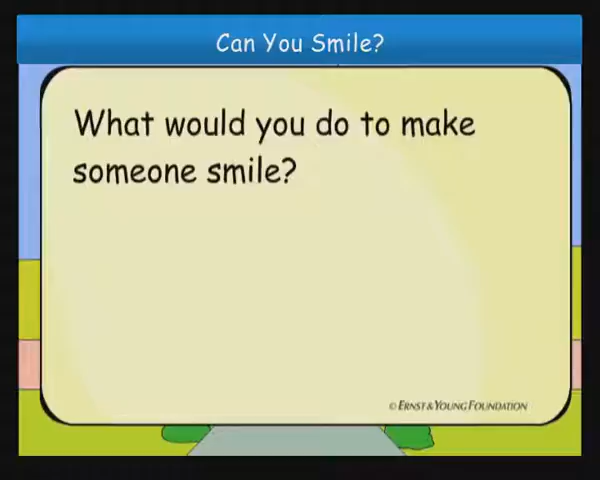 Can You Smile?
What would you do to make
someone smile?
© ERNST & YOUNG FOUNDATION